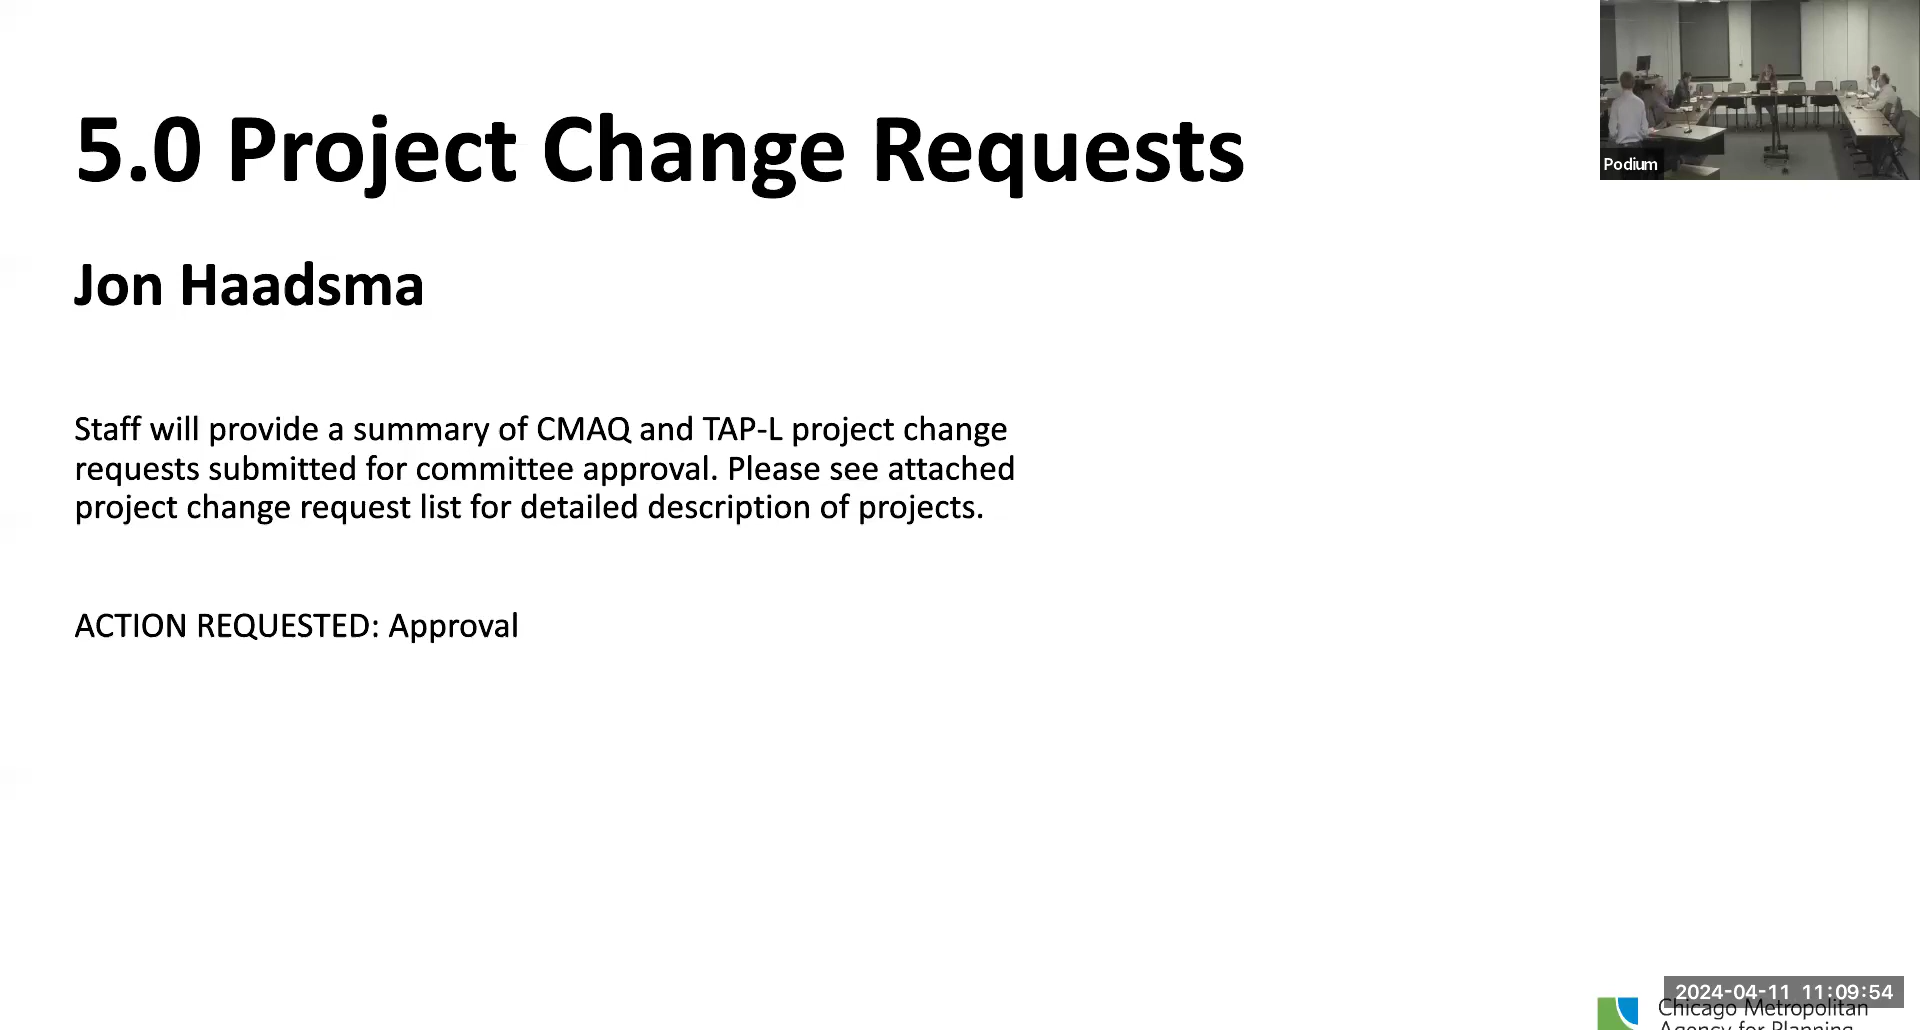 5.0 Project Change Requests
Podium
Jon Haadsma
Staff will provide a summary of CMAQ and TAP-L project change
requests submitted for committee approval. Please see attached
project change request list for detailed description of projects.
ACTION REQUESTED: Approval
2024-04-11 11:09:54
Chicago Metropolitan
Agency for Planning